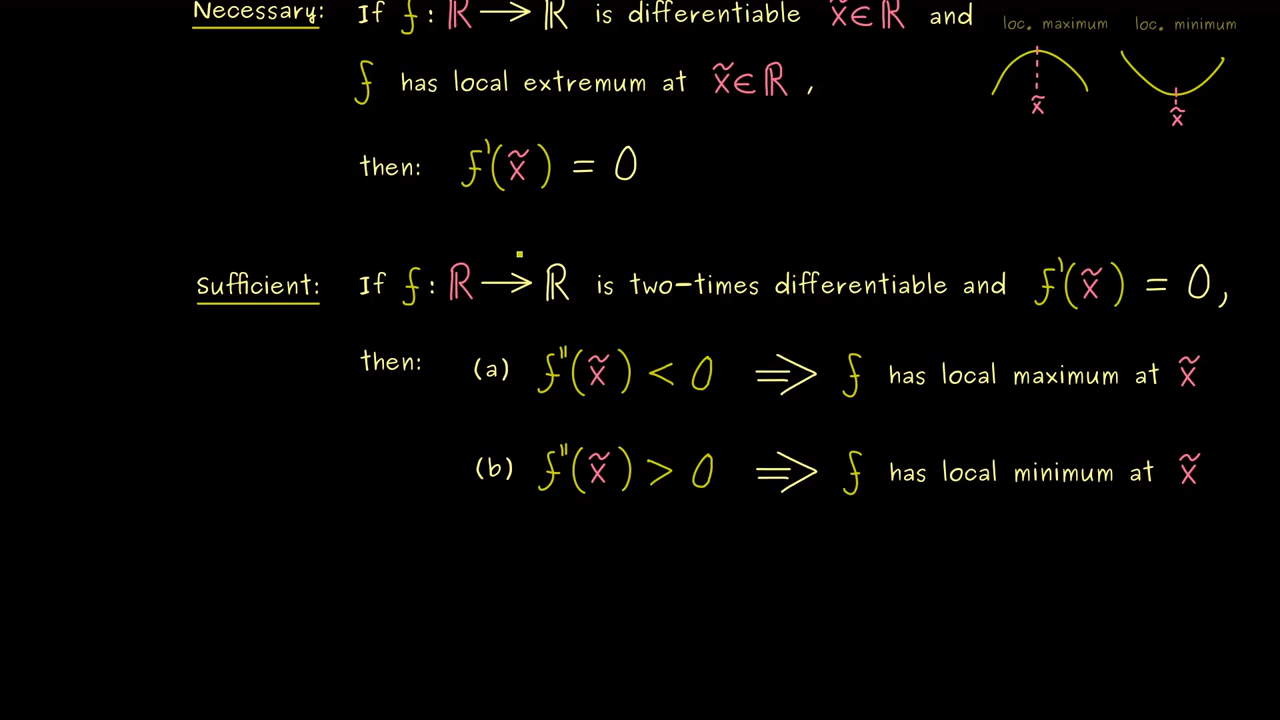 Necessary: If f: ℝ → ℝ is differentiable x̃ ∈ ℝ and
loc. maximum loc. minimum
f has local extremum at x̃ ∈ ℝ ,
x̃ x̃
then: f'(x̃) = 0
Sufficient: If f: ℝ → ℝ is two-times differentiable and f'(x̃) = 0,
then: (a) f''(x̃) < 0 ⟹ f has local maximum at x̃
(b) f''(x̃) > 0 ⟹ f has local minimum at x̃